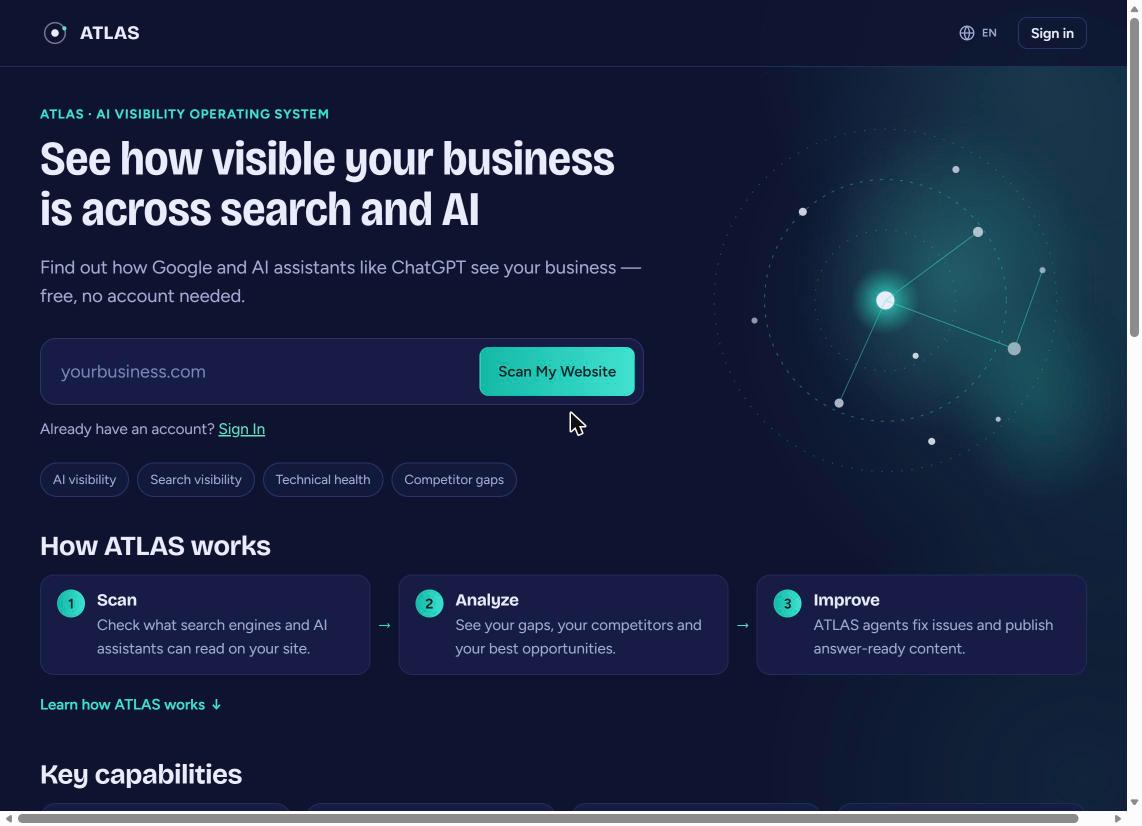 ATLAS
EN
Sign in
ATLAS · AI VISIBILITY OPERATING SYSTEM
See how visible your business
is across search and AI
Find out how Google and AI assistants like ChatGPT see your business —
free, no account needed.
yourbusiness.com
Scan My Website
Already have an account? Sign In
AI visibility
Search visibility
Technical health
Competitor gaps
How ATLAS works
1
Scan
Check what search engines and AI
assistants can read on your site.
→
2
Analyze
See your gaps, your competitors and
your best opportunities.
→
3
Improve
ATLAS agents fix issues and publish
answer-ready content.
Learn how ATLAS works ↓
Key capabilities